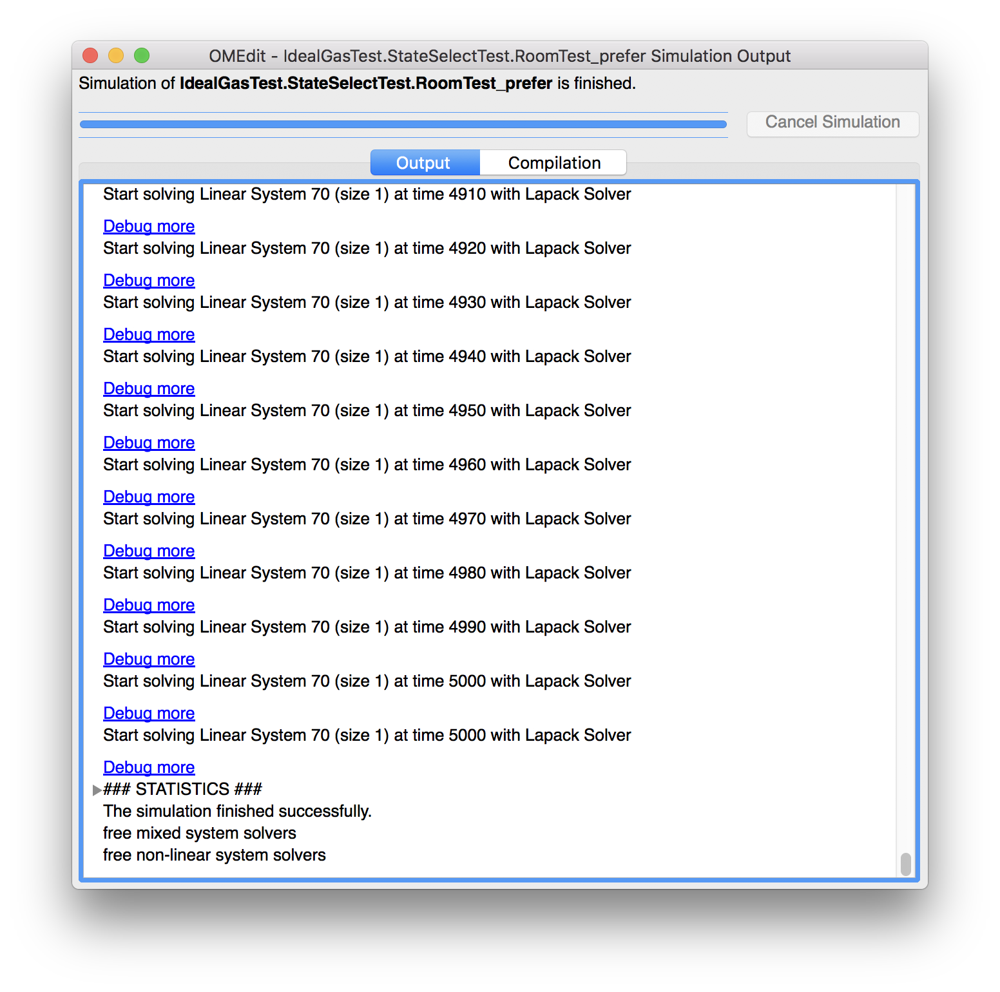 OMEdit - IdealGasTest.StateSelectTest.RoomTest_prefer Simulation Output
Simulation of IdealGasTest.StateSelectTest.RoomTest_prefer is finished.
Cancel Simulation
Output
Compilation
Start solving Linear System 70 (size 1) at time 4910 with Lapack Solver
Debug more
Start solving Linear System 70 (size 1) at time 4920 with Lapack Solver
Debug more
Start solving Linear System 70 (size 1) at time 4930 with Lapack Solver
Debug more
Start solving Linear System 70 (size 1) at time 4940 with Lapack Solver
Debug more
Start solving Linear System 70 (size 1) at time 4950 with Lapack Solver
Debug more
Start solving Linear System 70 (size 1) at time 4960 with Lapack Solver
Debug more
Start solving Linear System 70 (size 1) at time 4970 with Lapack Solver
Debug more
Start solving Linear System 70 (size 1) at time 4980 with Lapack Solver
Debug more
Start solving Linear System 70 (size 1) at time 4990 with Lapack Solver
Debug more
Start solving Linear System 70 (size 1) at time 5000 with Lapack Solver
Debug more
Start solving Linear System 70 (size 1) at time 5000 with Lapack Solver
Debug more
### STATISTICS ###
The simulation finished successfully.
free mixed system solvers
free non-linear system solvers